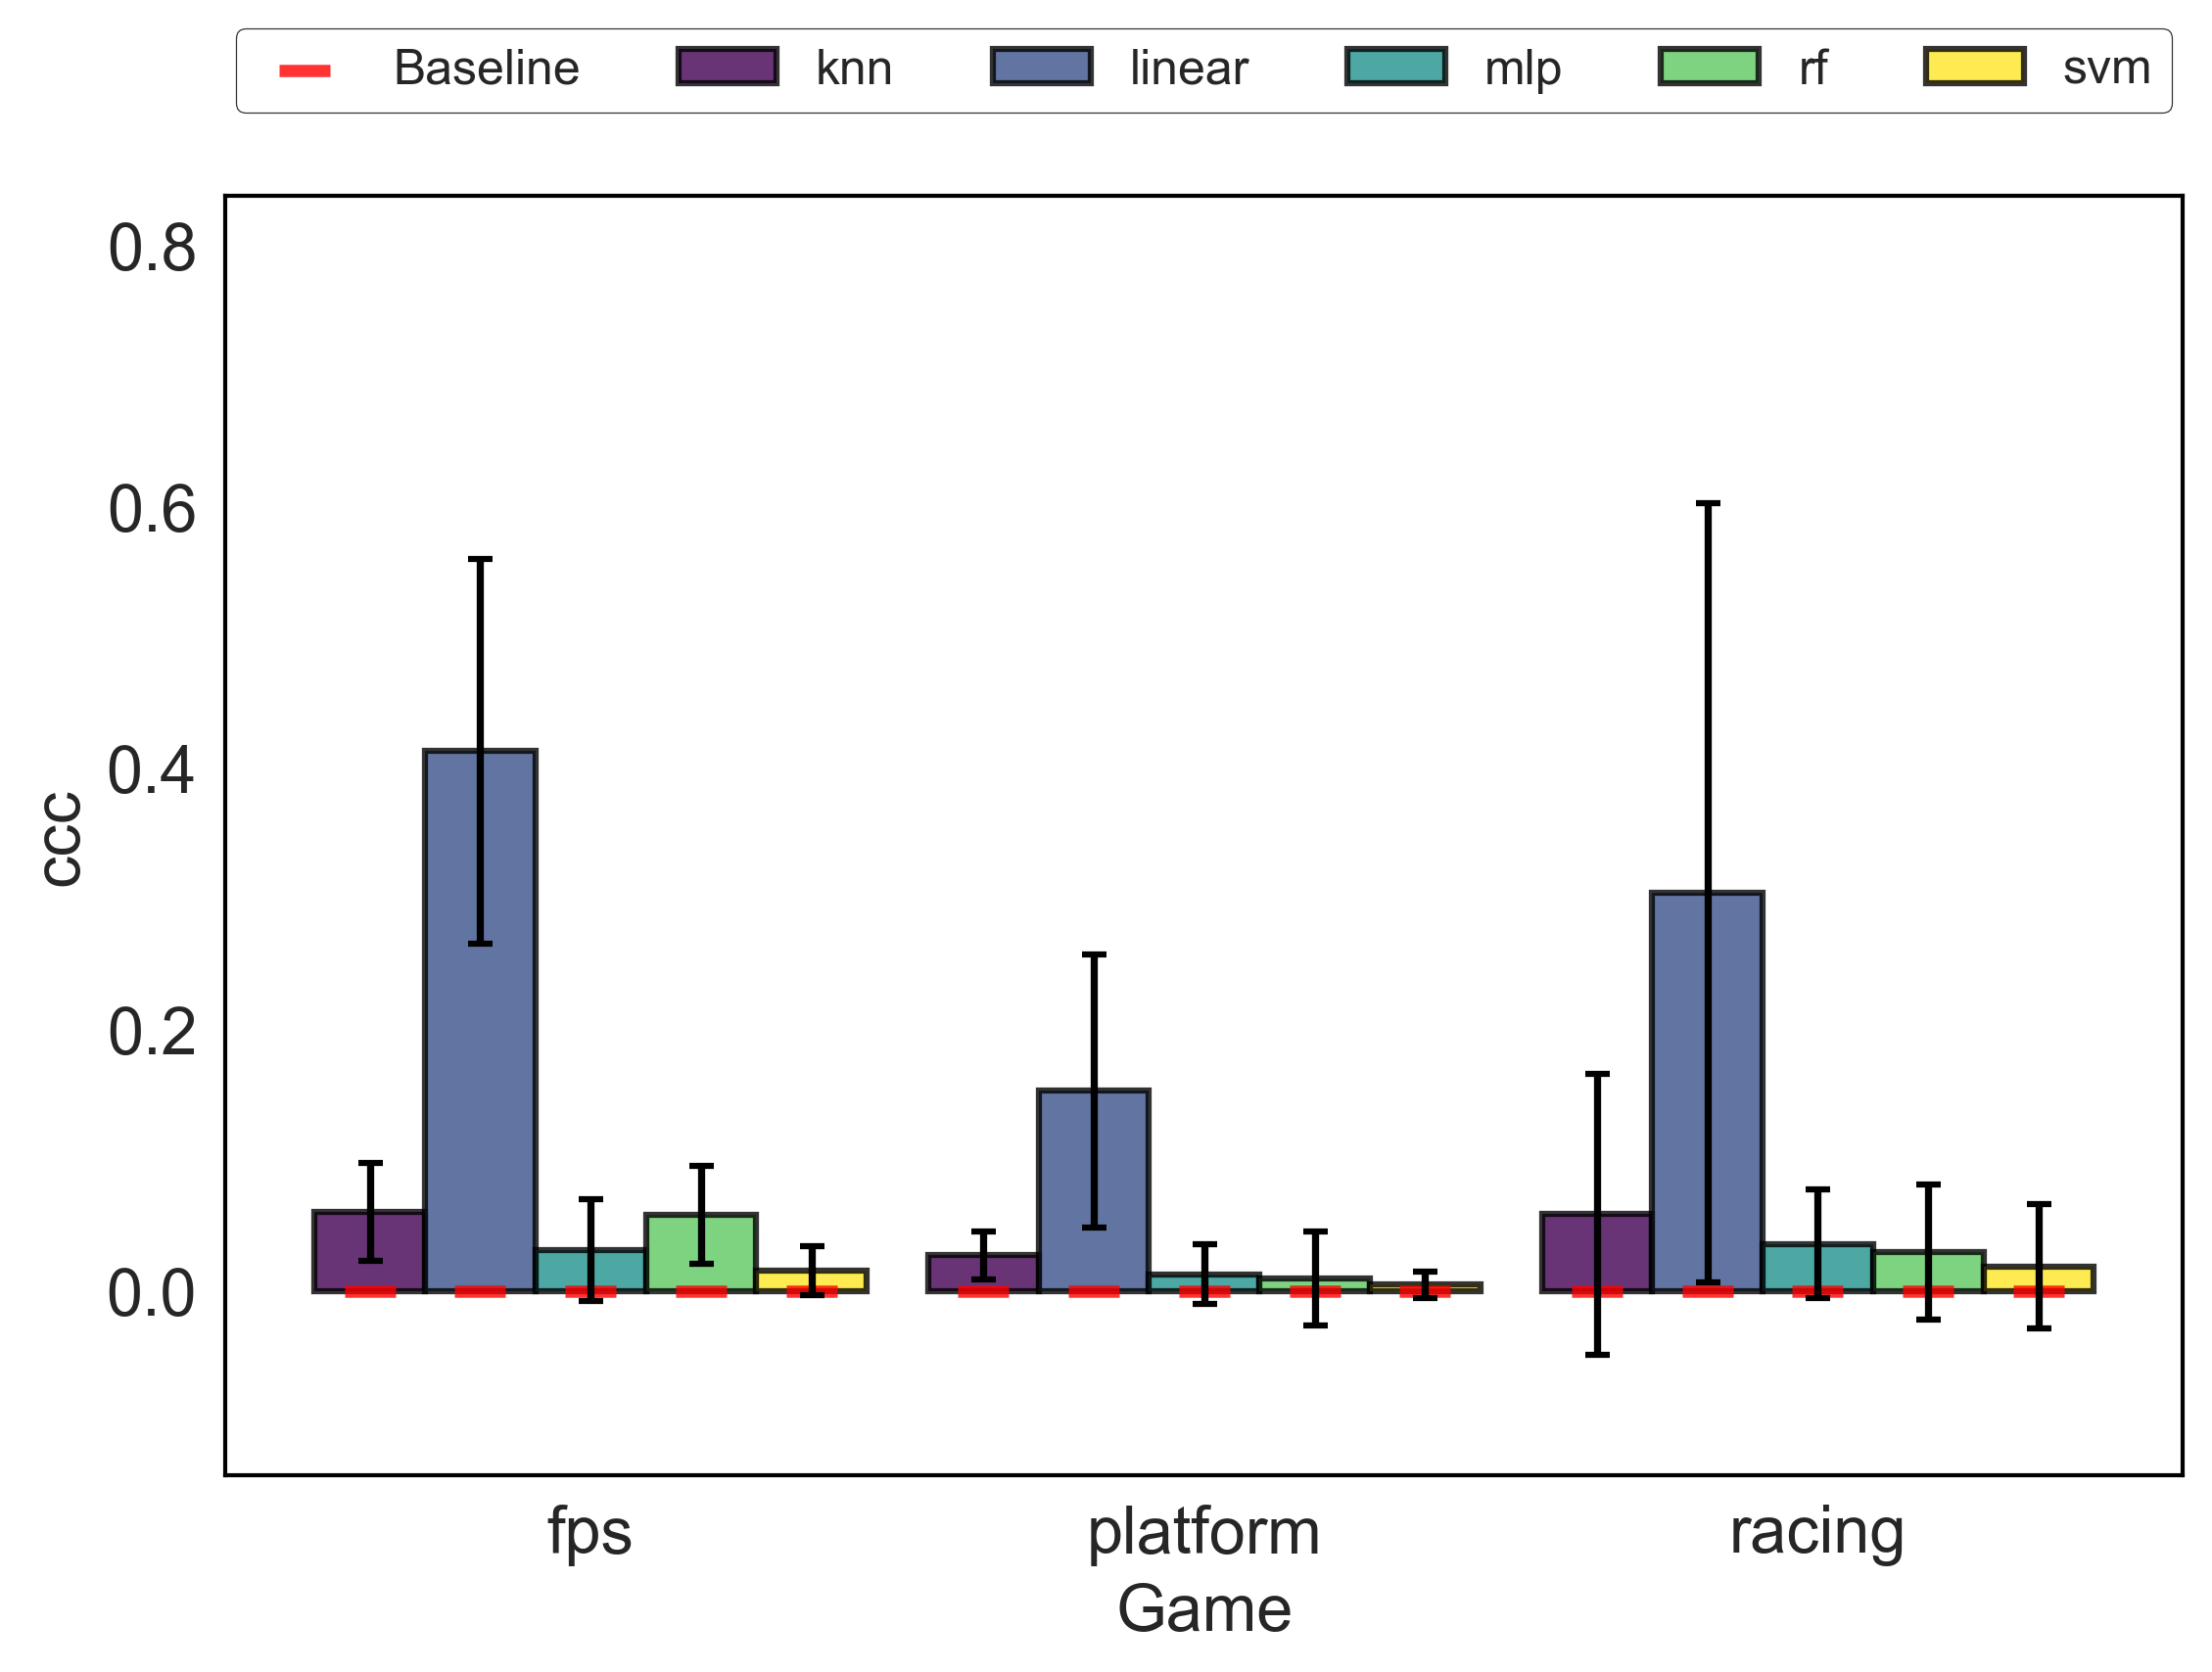 Baseline knn linear mlp rf svm
0.8
0.6
0.4
0.2
0.0
ccc
fps platform racing
Game